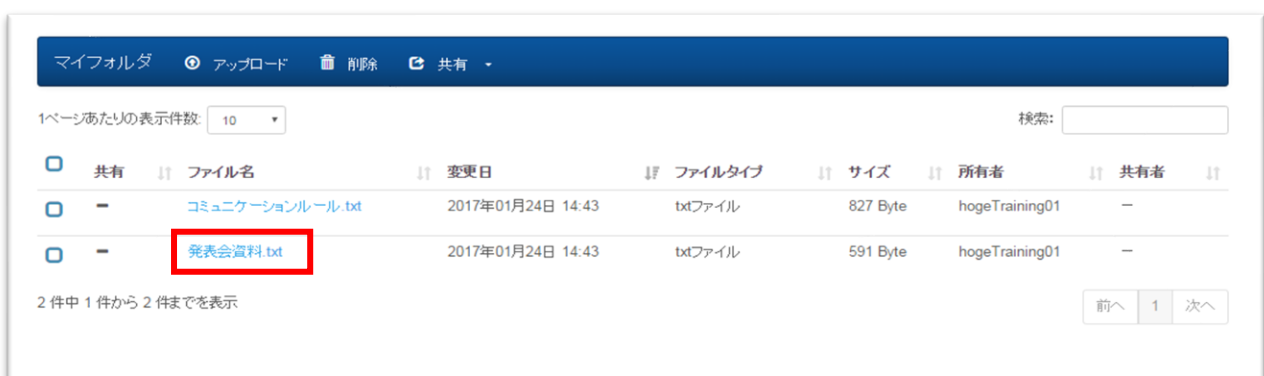 マイフォルダ アップロード 削除 共有
1ページあたりの表示件数: 10 検索:
共有 ファイル名 変更日 ファイルタイプ サイズ 所有者 共有者
コミュニケーションルール.txt 2017年01月24日 14:43 txtファイル 827 Byte hogeTraining01 ー
発表会資料.txt 2017年01月24日 14:43 txtファイル 591 Byte hogeTraining01 ー
2 件中 1 件から 2 件までを表示 前へ 1 次へ